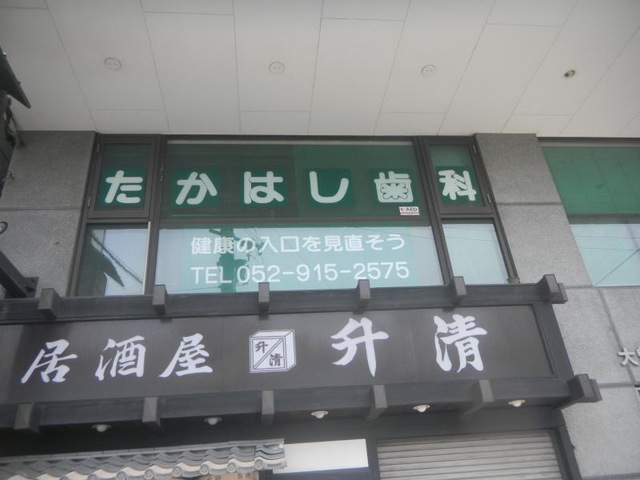 たかはし歯科
健康の入口を見直そう
TEL 052-915-2575
居酒屋 升清 升清
大